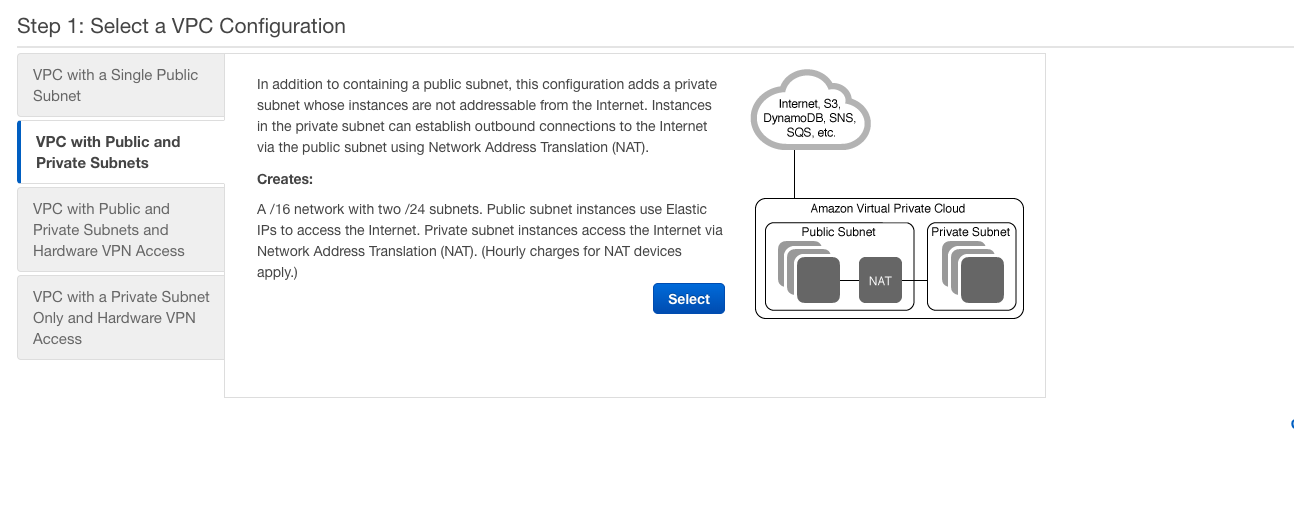 Step 1: Select a VPC Configuration
VPC with a Single Public
Subnet
VPC with Public and
Private Subnets
VPC with Public and
Private Subnets and
Hardware VPN Access
VPC with a Private Subnet
Only and Hardware VPN
Access
In addition to containing a public subnet, this configuration adds a private
subnet whose instances are not addressable from the Internet. Instances
in the private subnet can establish outbound connections to the Internet
via the public subnet using Network Address Translation (NAT).
Creates:
A /16 network with two /24 subnets. Public subnet instances use Elastic
IPs to access the Internet. Private subnet instances access the Internet via
Network Address Translation (NAT). (Hourly charges for NAT devices
apply.)
Select
Internet, S3,
DynamoDB, SNS,
SQS, etc.
Amazon Virtual Private Cloud
Public Subnet
Private Subnet
NAT